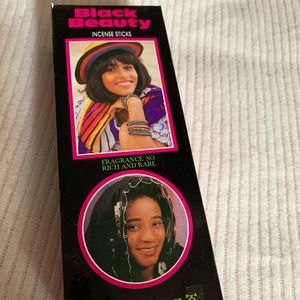 Black
Beauty
INCENSE STICKS
FRAGRANCE SO
RICH AND RARE